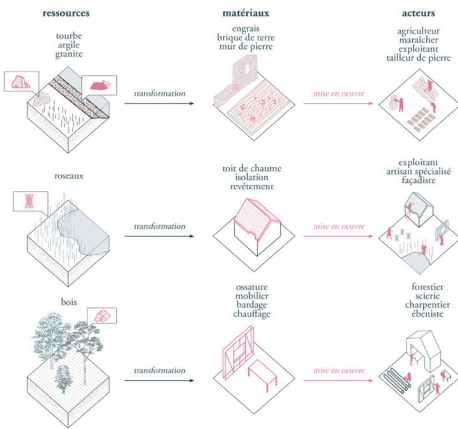 ressources
matériaux
acteurs
tourbe
argile
granite
engrais
brique de terre
mur de pierre
agriculteur
maraîcher
exploitant
tailleur de pierre
transformation
mise en oeuvre
roseaux
toit de chaume
isolation
revêtement
exploitant
artisan spécialisé
façadiste
transformation
mise en oeuvre
bois
ossature
mobilier
bardage
chauffage
forestier
scierie
charpentier
ébeniste
transformation
mise en oeuvre